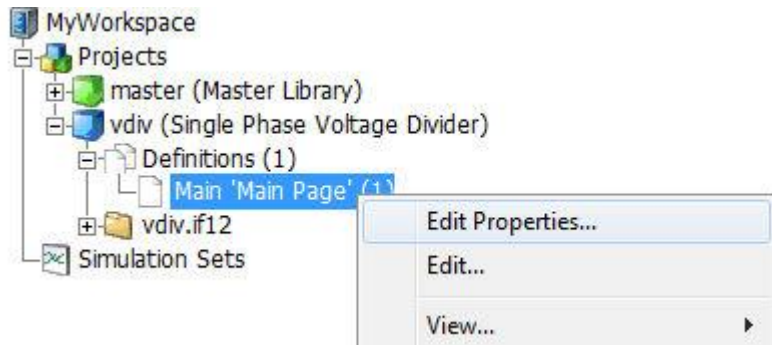 MyWorkspace
Projects
master (Master Library)
vdiv (Single Phase Voltage Divider)
Definitions (1)
Main 'Main Page' (1)
vdiv.if12
Simulation Sets
Edit Properties...
Edit...
View...